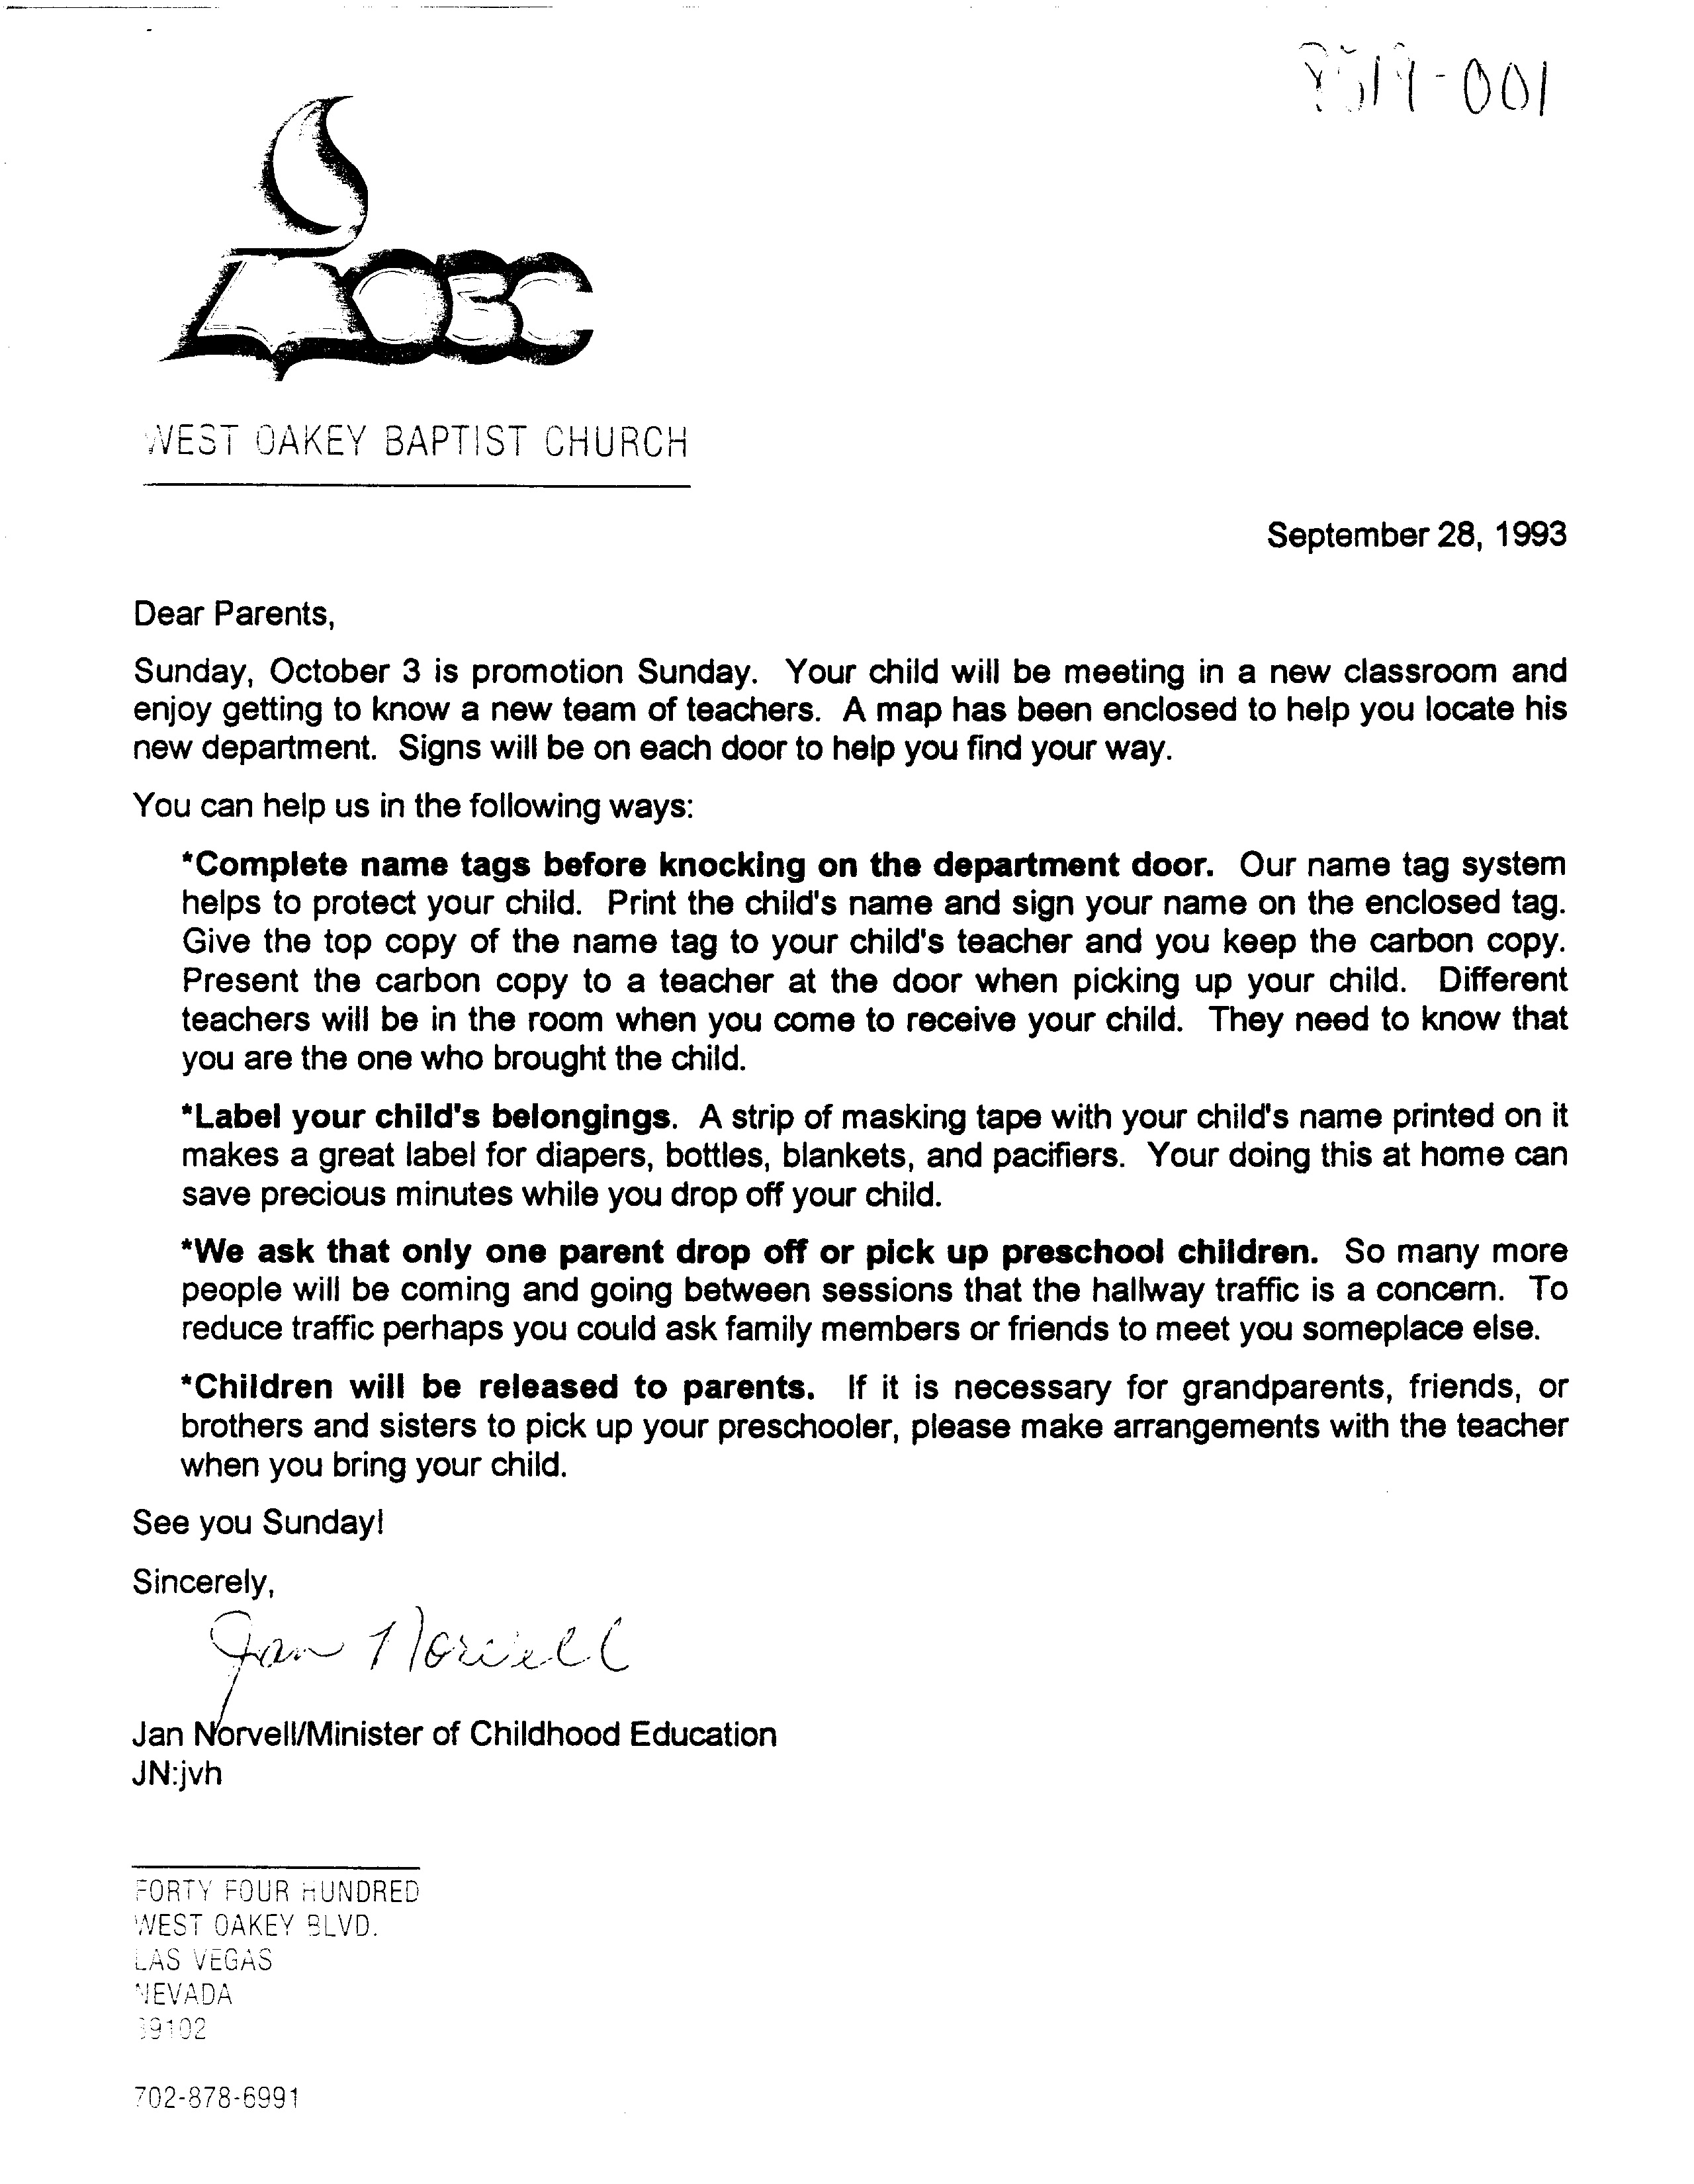 -001
WEST OAKEY BAPTIST CHURCH
September 28, 1993
Dear Parents,
Sunday, October 3 is promotion Sunday.  Your child will be meeting in a new classroom and
enjoy getting to know a new team of teachers.  A map has been enclosed to help you locate his
new department.  Signs will be on each door to help you find your way.
You can help us in the following ways:
*Complete name tags before knocking on the department door.  Our name tag system
helps to protect your child.  Print the child's name and sign your name on the enclosed tag.
Give the top copy of the name tag to your child's teacher and you keep the carbon copy.
Present the carbon copy to a teacher at the door when picking up your child.  Different
teachers will be in the room when you come to receive your child.  They need to know that
you are the one who brought the child.
*Label your child's belongings.  A strip of masking tape with your child's name printed on it
makes a great label for diapers, bottles, blankets, and pacifiers.  Your doing this at home can
save precious minutes while you drop off your child.
*We ask that only one parent drop off or pick up preschool children.  So many more
people will be coming and going between sessions that the hallway traffic is a concern.  To
reduce traffic perhaps you could ask family members or friends to meet you someplace else.
*Children will be released to parents.  If it is necessary for grandparents, friends, or
brothers and sisters to pick up your preschooler, please make arrangements with the teacher
when you bring your child.
See you Sunday!
Sincerely,
Jan Norvell
Jan Norvell/Minister of Childhood Education
JN:jvh
FORTY FOUR HUNDRED
WEST OAKEY BLVD.
LAS VEGAS
NEVADA
89102
702-878-6991